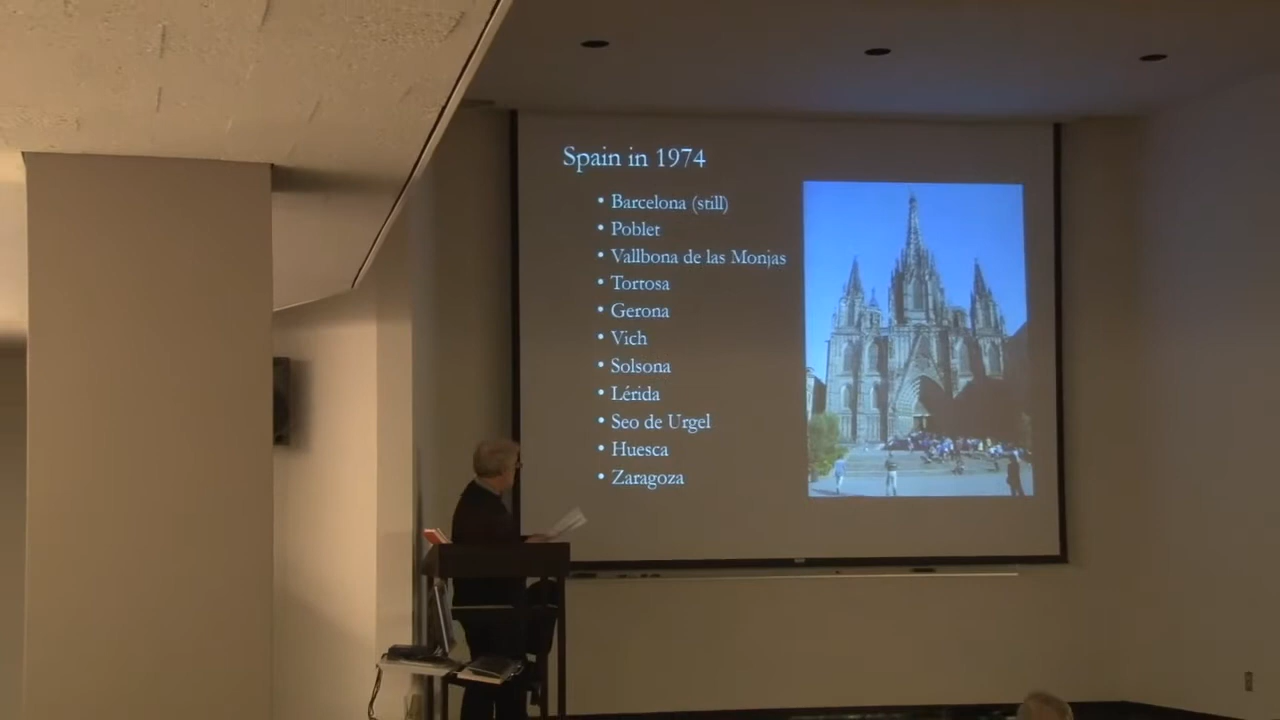 Spain in 1974
• Barcelona (still)
• Poblet
• Vallbona de las Monjas
• Tortosa
• Gerona
• Vich
• Solsona
• Lérida
• Seo de Urgel
• Huesca
• Zaragoza